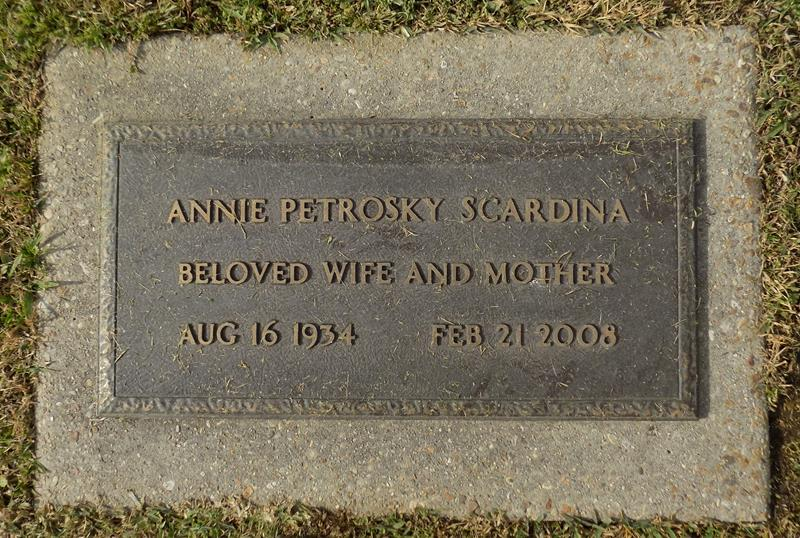 ANNIE PETROSKY SCARDINA
BELOVED WIFE AND MOTHER
AUG 16 1934 FEB 21 2008